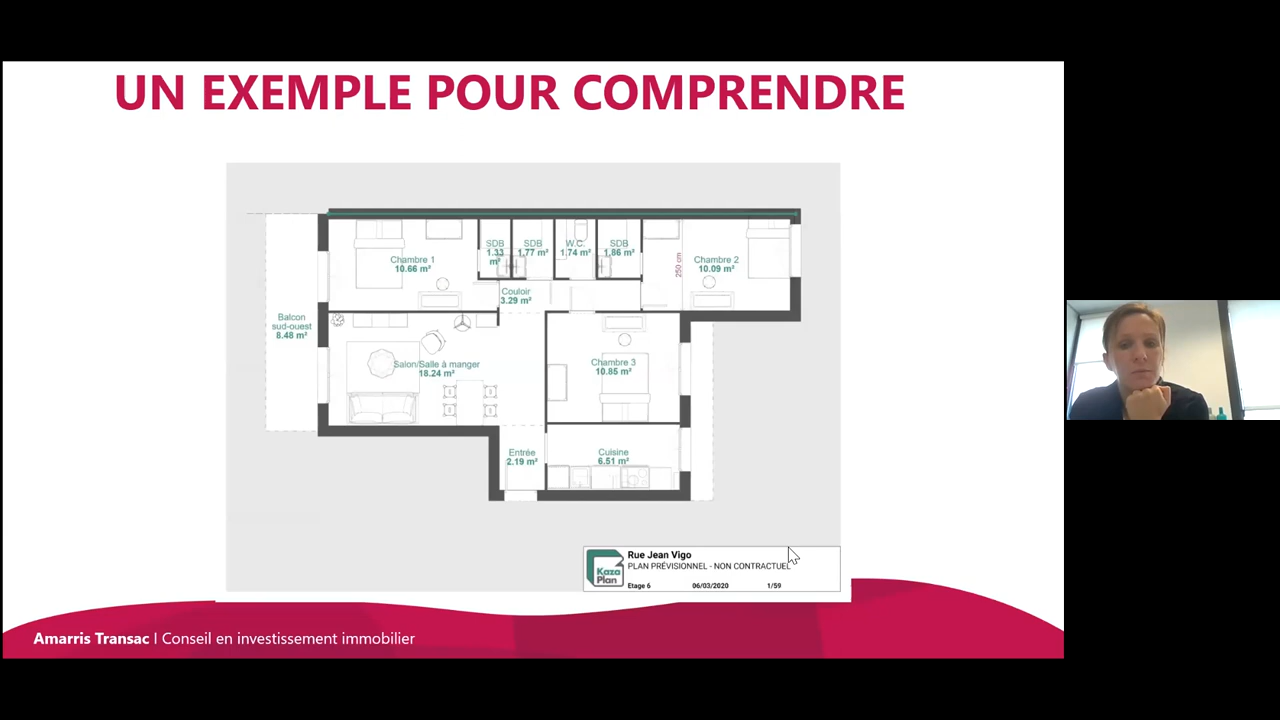 UN EXEMPLE POUR COMPRENDRE
SDB
1.33
m²
SDB
1.77 m²
W.C.
1.74 m²
SDB
1.86 m²
Chambre 1
10.66 m²
250 cm
Chambre 2
10.09 m²
Couloir
3.29 m²
Balcon
sud-ouest
8.48 m²
Salon/Salle à manger
18.24 m²
Chambre 3
10.85 m²
Entrée
2.19 m²
Cuisine
6.51 m²
Kaza
Plan
Rue Jean Vigo
PLAN PRÉVISIONNEL - NON CONTRACTUEL
Etage 6 06/03/2020 1/59
Amarris Transac | Conseil en investissement immobilier